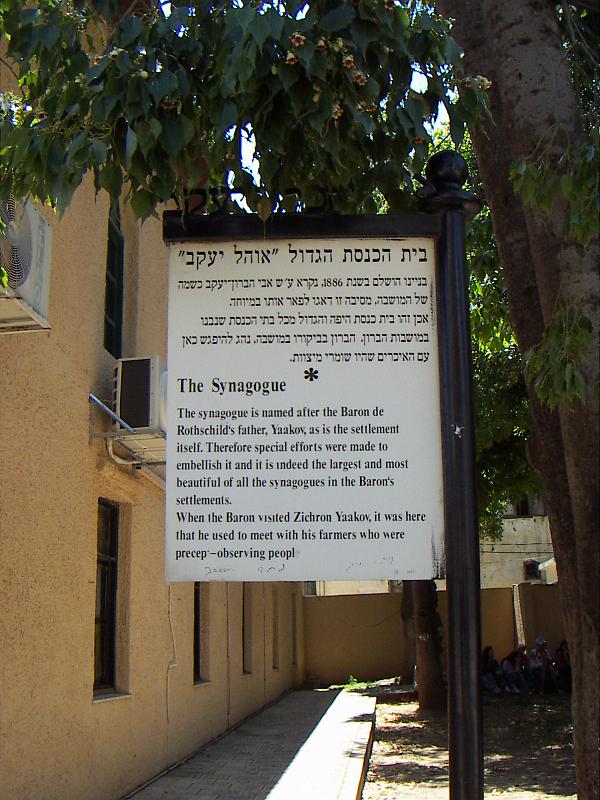 בית הכנסת הגדול "אוהל יעקב"
בניינו הושלם בשנת 1886, נקרא ע״ש אבי הברון-יעקב כשמה
של המושבה, מסיבה זו דאגו לפאר אותו במיוחד.
אכן זהו בית כנסת היפה והגדול מכל בתי הכנסת שנבנו
במושבות הברון. הברון בביקורו במושבה, נהג להיפגש כאן
עם האיכרים שהיו שומרי מיצוות.
*
The Synagogue
The synagogue is named after the Baron de
Rothschild's father, Yaakov, as is the settlement
itself. Therefore special efforts were made to
embellish it and it is indeed the largest and most
beautiful of all the synagogues in the Baron's
settlements.
When the Baron visited Zichron Yaakov, it was here
that he used to meet with his farmers who were
precep-observing peopl